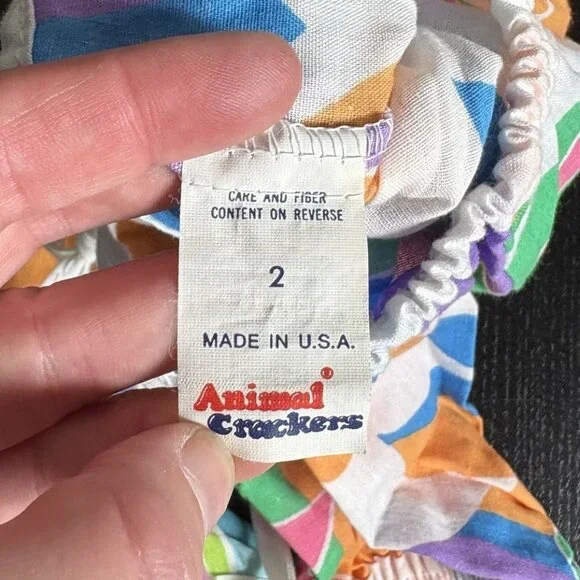 CARE AND FIBER
CONTENT ON REVERSE
2
MADE IN U.S.A.
Animal®
Crackers